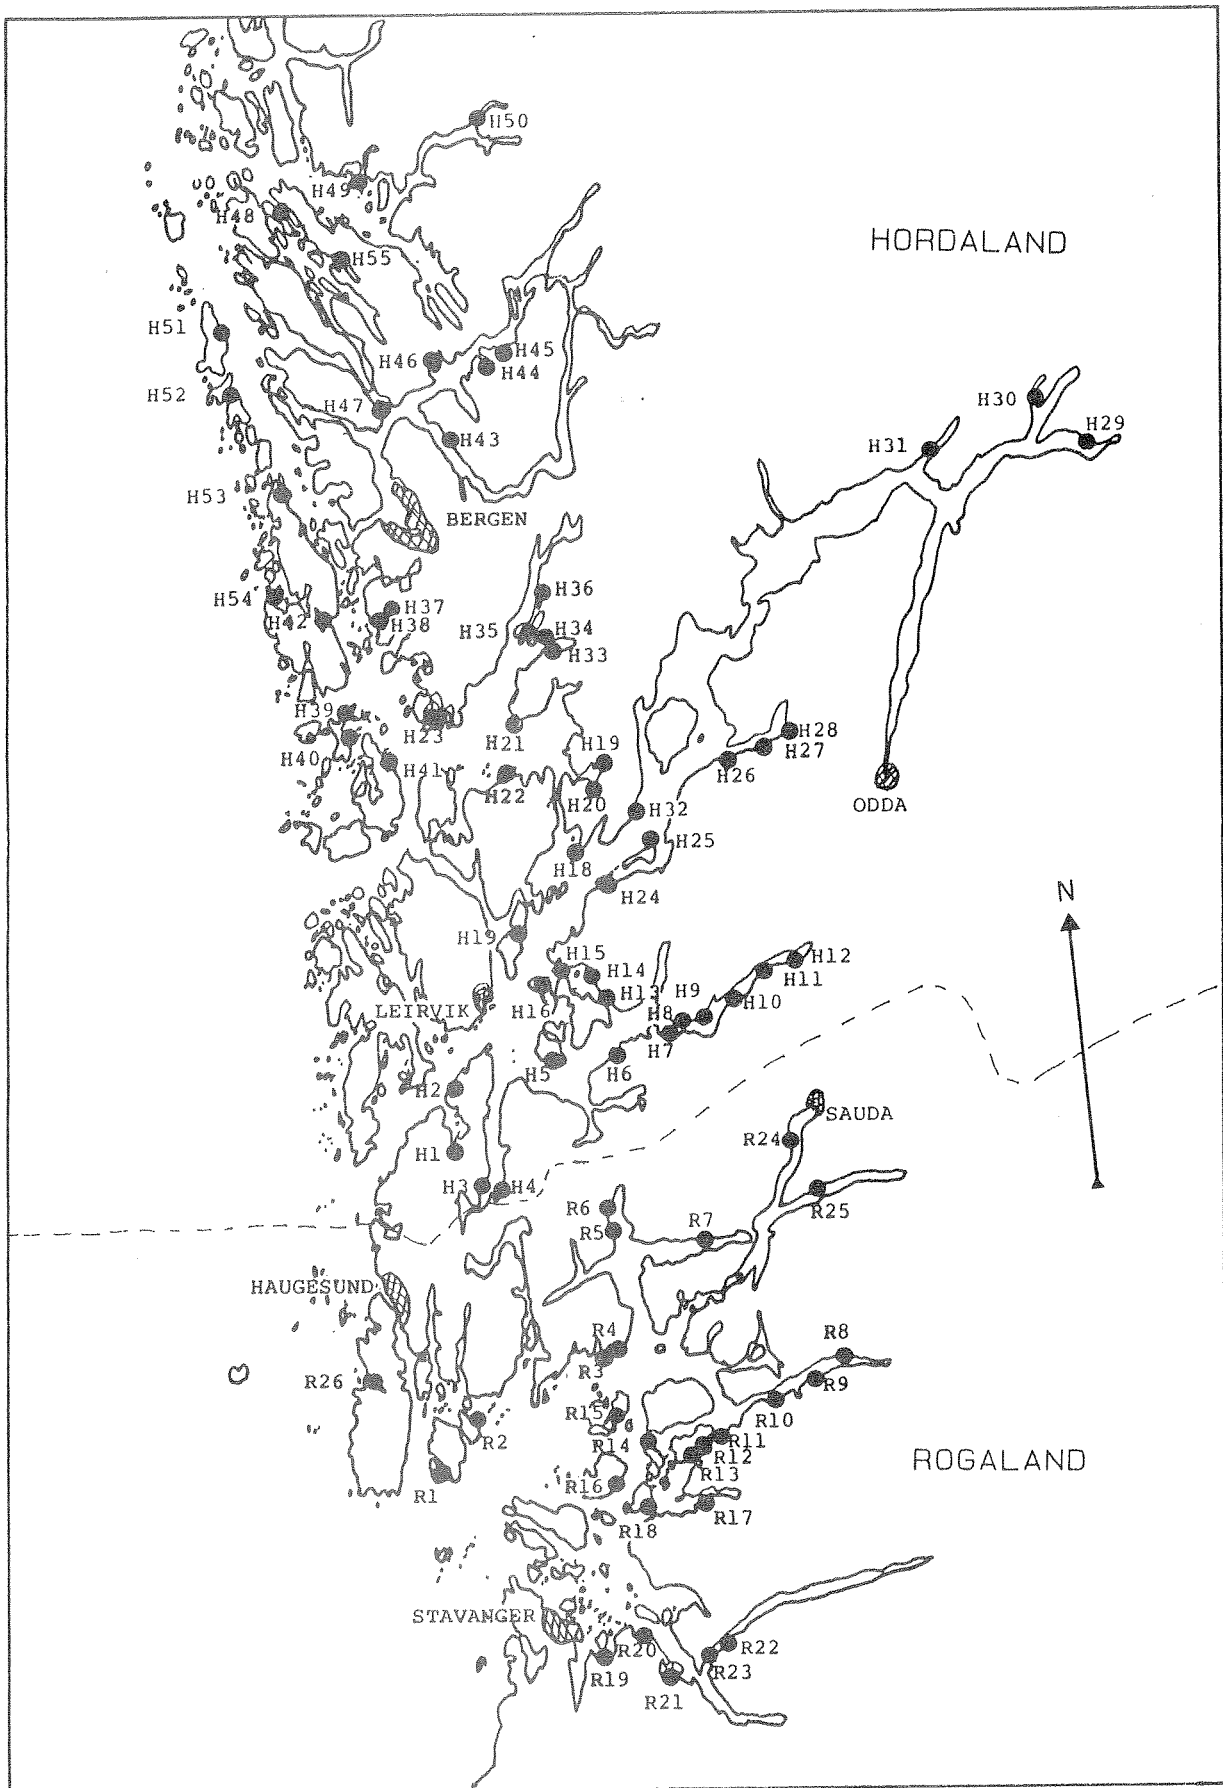 H50
H49
H48
HORDALAND
H55
H51
H45
H46
H44
H52
H30
H47
H29
H43
H31
H53
BERGEN
H36
H54
H37
H42
H38
H35
H34
H33
H39
H23
H21
H28
H40
H19
H27
H41
H26
H22
H20
ODDA
H32
H25
H18
H24
N
H19
H15
H12
H14
H11
H13
H9
H16
H10
LEIRVIK
H8
H7
H5
H6
H2
SAUDA
R24
H1
H3
H4
R6
R25
R5
R7
HAUGESUND
R4
R8
R3
R26
R9
R15
R10
R2
R14
R11
R12
ROGALAND
R13
R16
R1
R18
R17
STAVANGER
R20
R22
R19
R23
R21